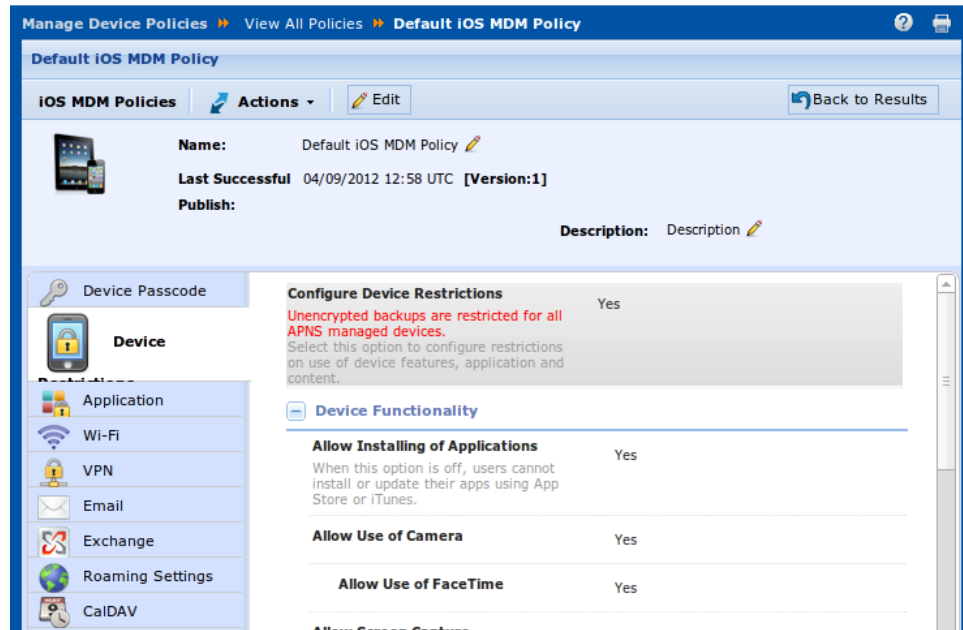 Manage Device Policies View All Policies Default iOS MDM Policy
Default iOS MDM Policy
iOS MDM Policies Actions Edit Back to Results
Name: Default iOS MDM Policy
Last Successful 04/09/2012 12:58 UTC [Version:1]
Publish:
Description: Description
Device Passcode
Device
Restrictions
Application
Wi-Fi
VPN
Email
Exchange
Roaming Settings
CalDAV
Configure Device Restrictions Yes
Unencrypted backups are restricted for all
APNS managed devices.
Select this option to configure restrictions
on use of device features, application and
content.
Device Functionality
Allow Installing of Applications Yes
When this option is off, users cannot
install or update their apps using App
Store or iTunes.
Allow Use of Camera Yes
Allow Use of FaceTime Yes
Allow Screen Capture